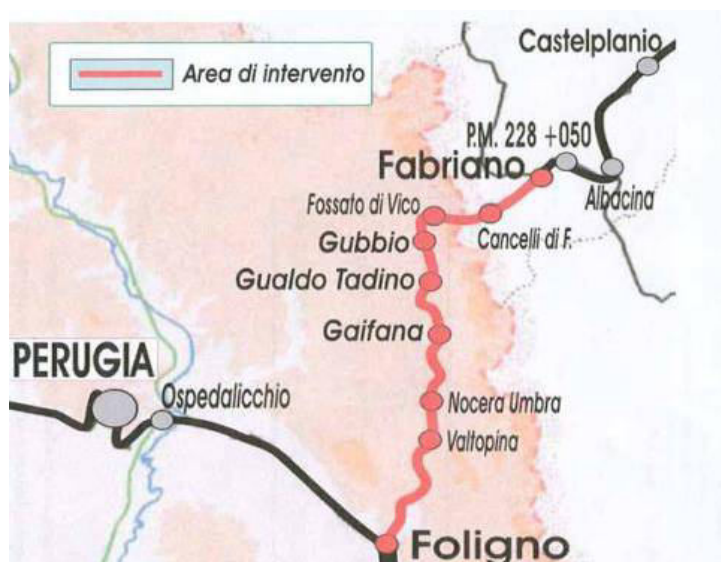 Area di intervento
Castelplanio
P.M. 228 +050
Fabriano
Albacina
Fossato di Vico
Cancelli di F.
Gubbio
Gualdo Tadino
Gaifana
PERUGIA
Ospedalicchio
Nocera Umbra
Valtopina
Foligno